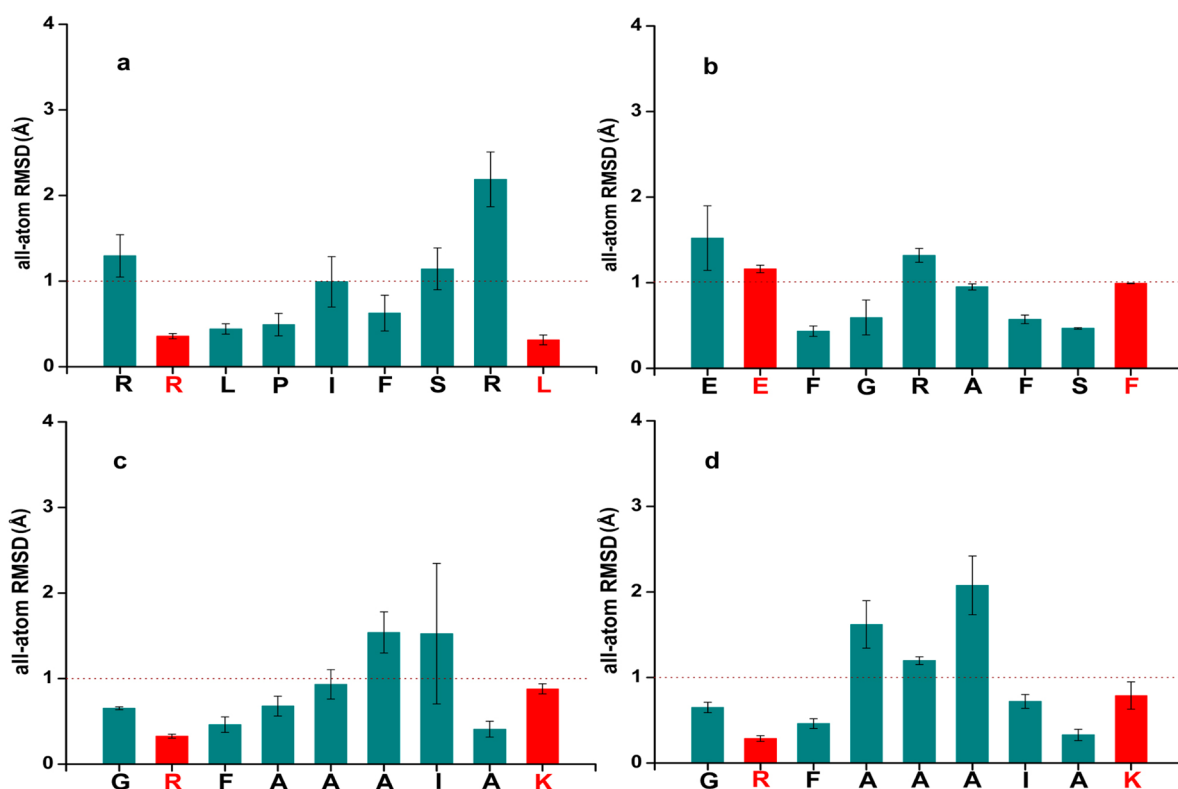 a
all-atom RMSD (Å)
4
3
2
1
0
R R L P I F S R L
b
all-atom RMSD (Å)
4
3
2
1
0
E E F G R A F S F
c
all-atom RMSD (Å)
4
3
2
1
0
G R F A A A I A K
d
all-atom RMSD (Å)
4
3
2
1
0
G R F A A A I A K